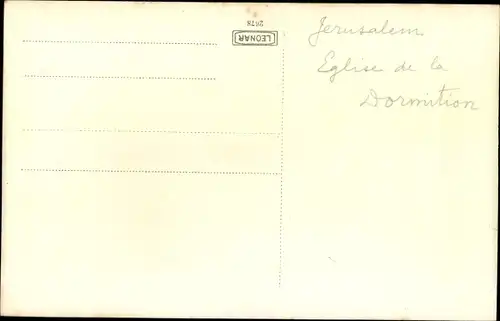 Jerusalem
Eglise de la
Dormition
LEONAR
2678